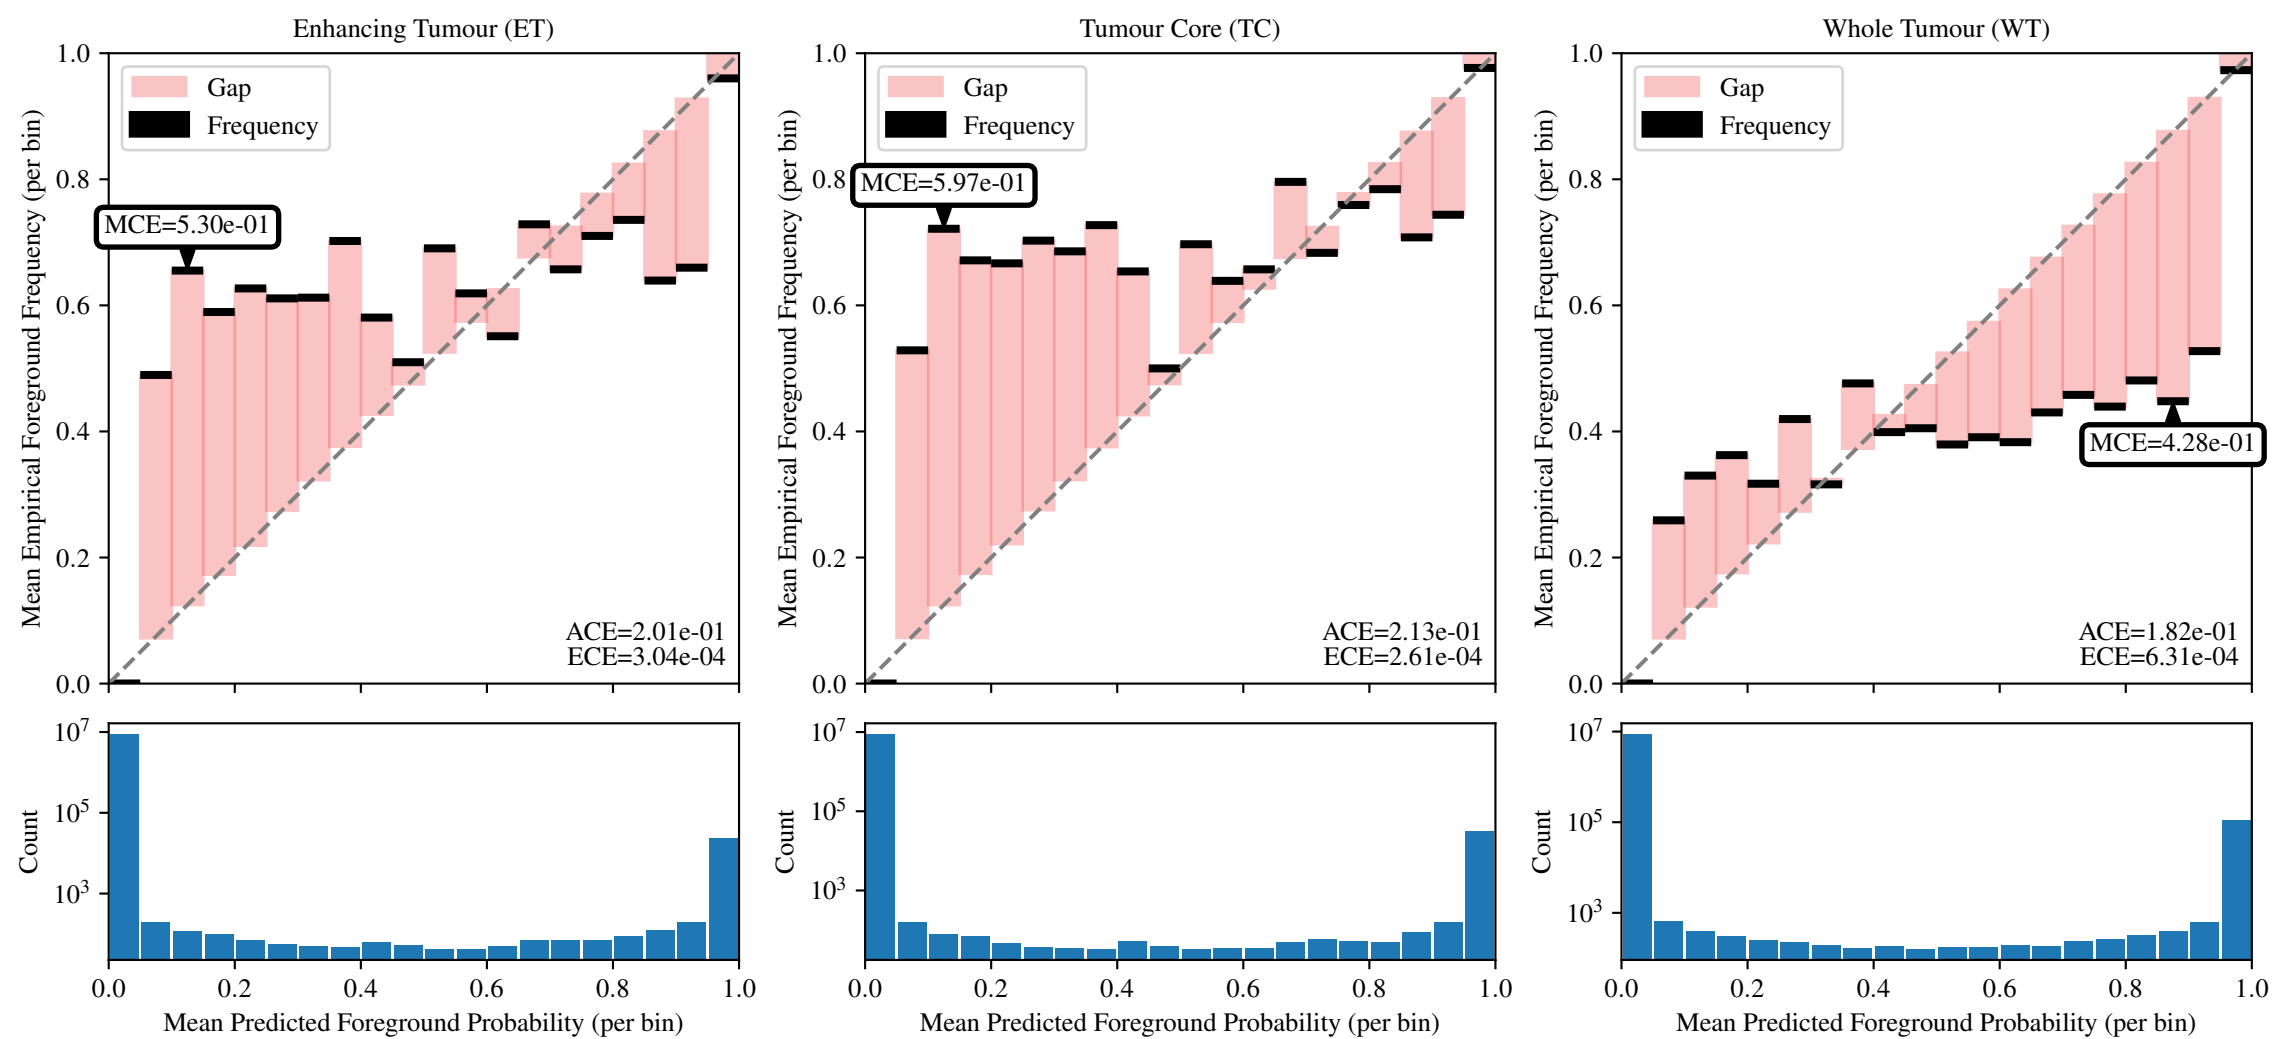 Enhancing Tumour (ET)
Mean Empirical Foreground Frequency (per bin)
1.0
0.8
0.6
0.4
0.2
0.0
Gap
Frequency
MCE=5.30e-01
ACE=2.01e-01
ECE=3.04e-04
Count
10^7
10^5
10^3
0.0 0.2 0.4 0.6 0.8 1.0
Mean Predicted Foreground Probability (per bin)
Tumour Core (TC)
Mean Empirical Foreground Frequency (per bin)
1.0
0.8
0.6
0.4
0.2
0.0
Gap
Frequency
MCE=5.97e-01
ACE=2.13e-01
ECE=2.61e-04
Count
10^7
10^5
10^3
0.0 0.2 0.4 0.6 0.8 1.0
Mean Predicted Foreground Probability (per bin)
Whole Tumour (WT)
Mean Empirical Foreground Frequency (per bin)
1.0
0.8
0.6
0.4
0.2
0.0
Gap
Frequency
MCE=4.28e-01
ACE=1.82e-01
ECE=6.31e-04
Count
10^7
10^5
10^3
0.0 0.2 0.4 0.6 0.8 1.0
Mean Predicted Foreground Probability (per bin)